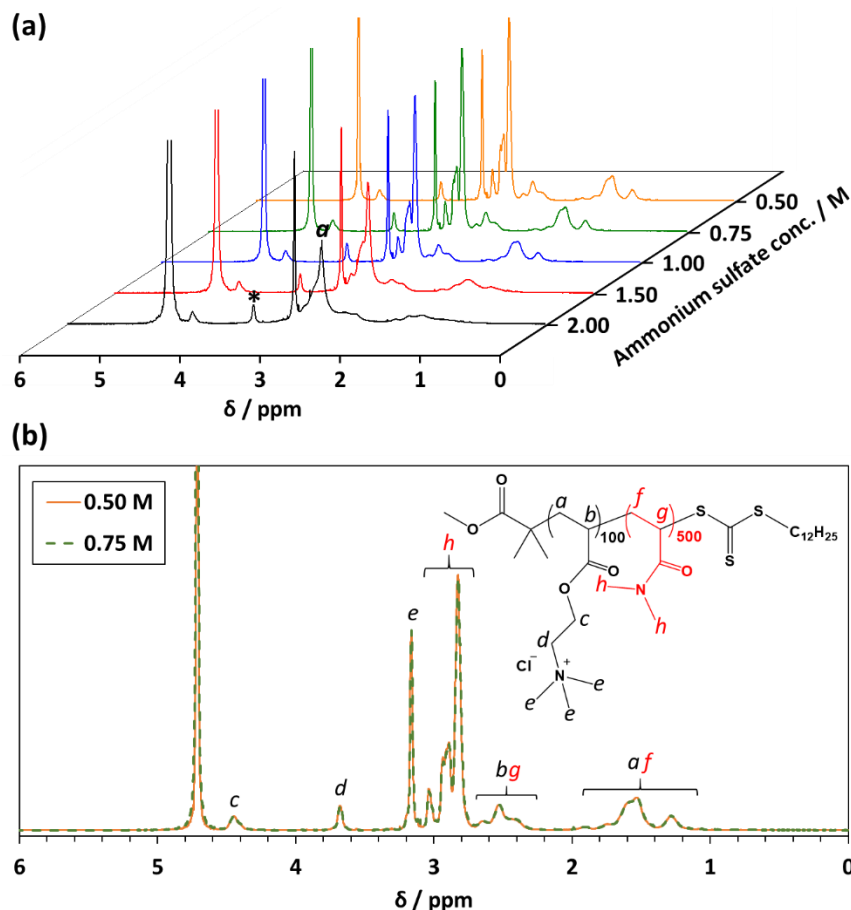 (a)
a
*
0.50
0.75
1.00
1.50
2.00
Ammonium sulfate conc. / M
6 5 4 3 2 1 0
δ / ppm
(b)
0.50 M
0.75 M
O
O
a
b
100
f
g
500
S
S
S
C12H25
O
O
c
d
Cl−
N+
e
e
e
O
N
h
h
h
e
c
d
bg
a f
6 5 4 3 2 1 0
δ / ppm